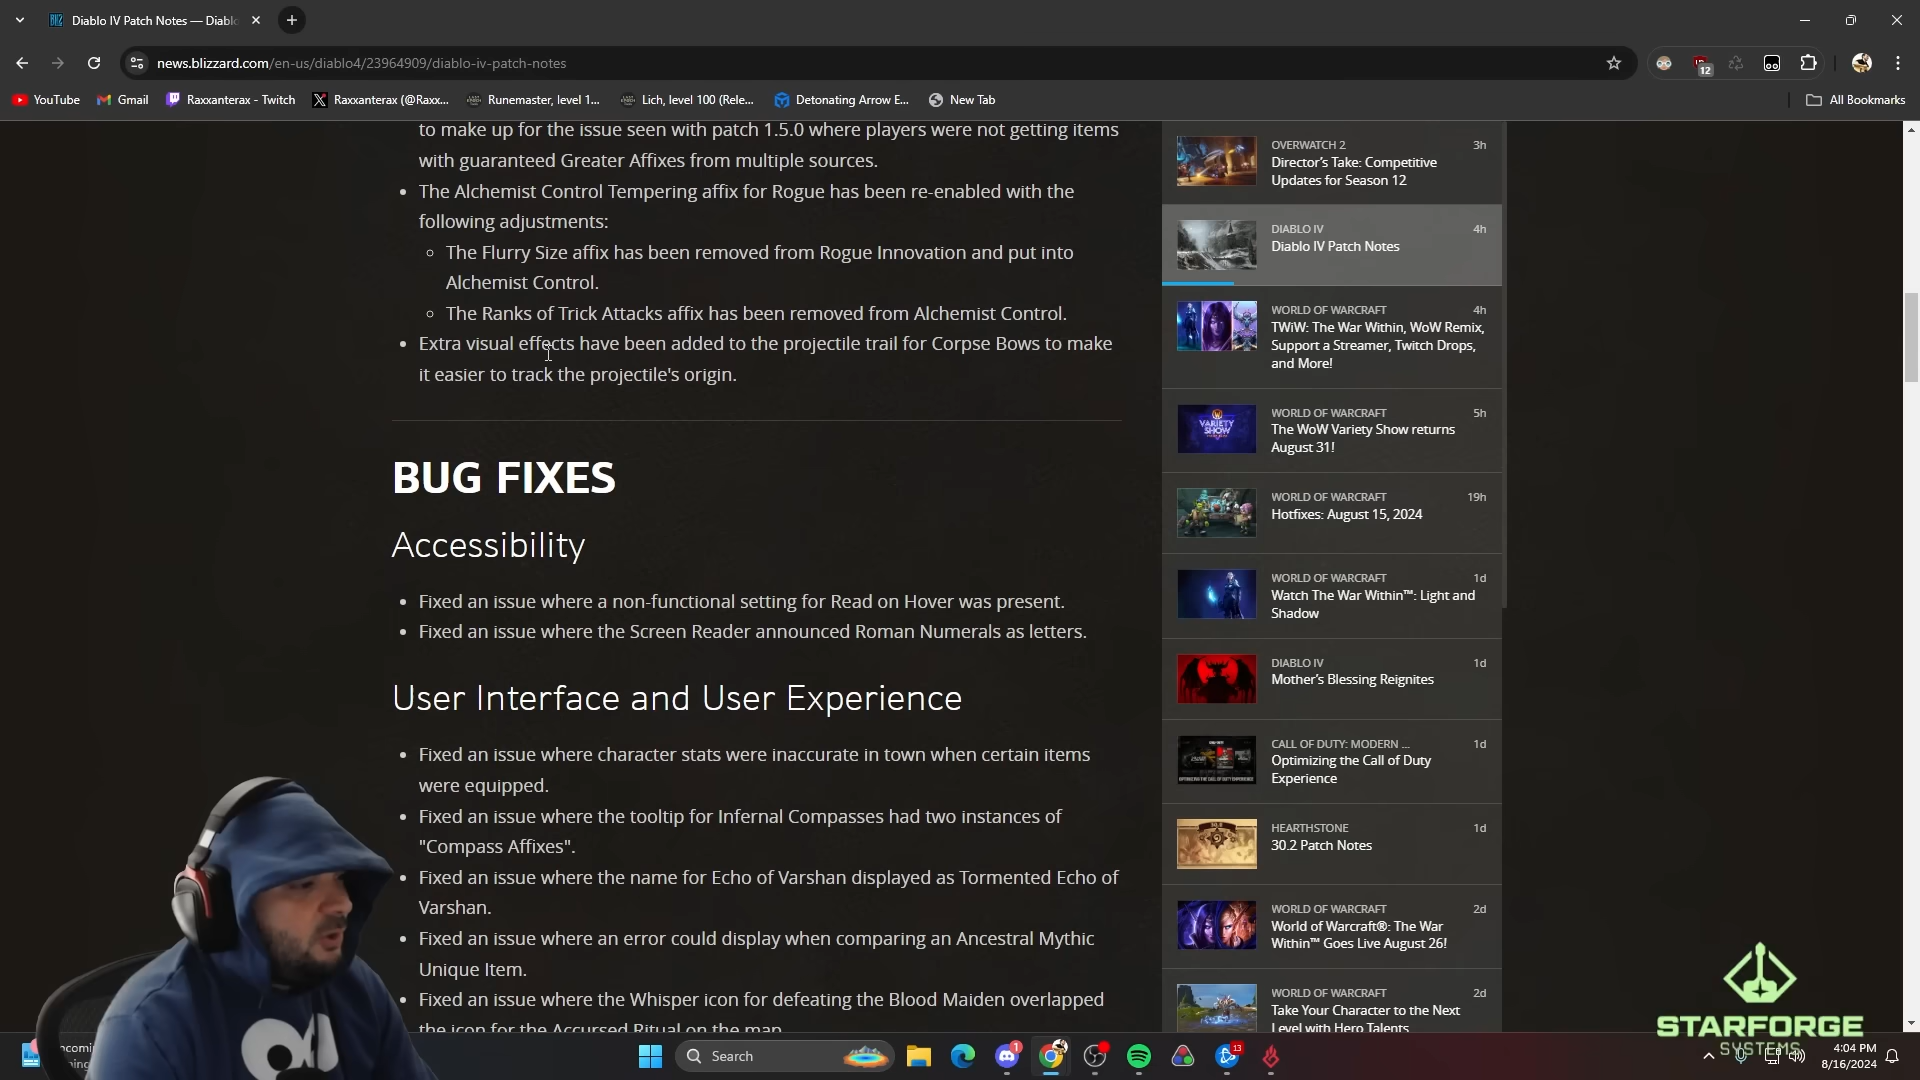 Diablo IV Patch Notes — Diablo
news.blizzard.com/en-us/diablo4/23964909/diablo-iv-patch-notes
12
YouTube
Gmail
Raxxanterax - Twitch
Raxxanterax (@Raxx...
Runemaster, level 1...
Lich, level 100 (Rele...
Detonating Arrow E...
New Tab
All Bookmarks
to make up for the issue seen with patch 1.5.0 where players were not getting items
with guaranteed Greater Affixes from multiple sources.
• The Alchemist Control Tempering affix for Rogue has been re-enabled with the
following adjustments:
◦ The Flurry Size affix has been removed from Rogue Innovation and put into
Alchemist Control.
◦ The Ranks of Trick Attacks affix has been removed from Alchemist Control.
• Extra visual effects have been added to the projectile trail for Corpse Bows to make
it easier to track the projectile's origin.
BUG FIXES
Accessibility
• Fixed an issue where a non-functional setting for Read on Hover was present.
• Fixed an issue where the Screen Reader announced Roman Numerals as letters.
User Interface and User Experience
• Fixed an issue where character stats were inaccurate in town when certain items
were equipped.
• Fixed an issue where the tooltip for Infernal Compasses had two instances of
"Compass Affixes".
• Fixed an issue where the name for Echo of Varshan displayed as Tormented Echo of
Varshan.
• Fixed an issue where an error could display when comparing an Ancestral Mythic
Unique Item.
• Fixed an issue where the Whisper icon for defeating the Blood Maiden overlapped
the icon for the Accursed Ritual on the map
OVERWATCH 2 3h
Director's Take: Competitive
Updates for Season 12
DIABLO IV 4h
Diablo IV Patch Notes
WORLD OF WARCRAFT 4h
TWiW: The War Within, WoW Remix,
Support a Streamer, Twitch Drops,
and More!
VARIETY
SHOW
WORLD OF WARCRAFT 5h
The WoW Variety Show returns
August 31!
WORLD OF WARCRAFT 19h
Hotfixes: August 15, 2024
WORLD OF WARCRAFT 1d
Watch The War Within™: Light and
Shadow
DIABLO IV 1d
Mother's Blessing Reignites
CALL OF DUTY: MODERN ... 1d
Optimizing the Call of Duty
Experience
30.2
HEARTHSTONE 1d
30.2 Patch Notes
WORLD OF WARCRAFT 2d
World of Warcraft®: The War
Within™ Goes Live August 26!
WORLD OF WARCRAFT 2d
Take Your Character to the Next
Level with Hero Talents
STARFORGE
SYSTEMS
Search
1
13
4:04 PM
8/16/2024